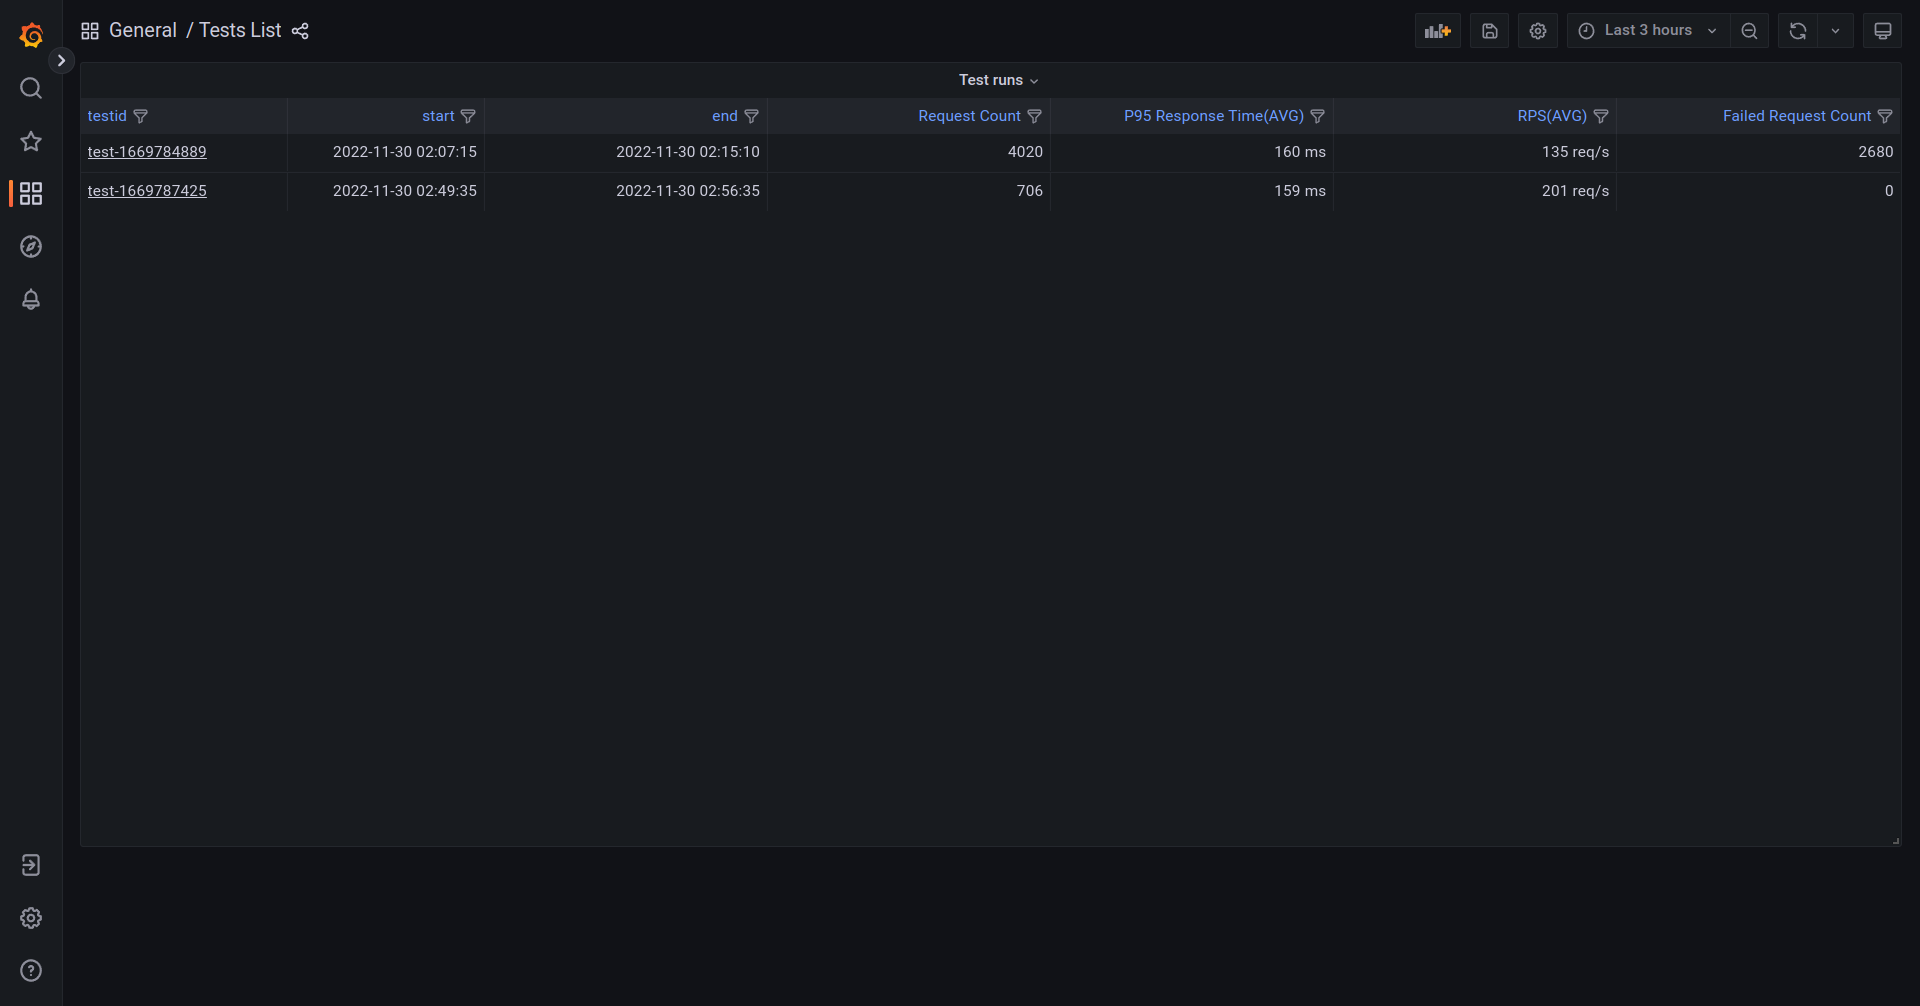 General / Tests List
Last 3 hours
Test runs
testid start end Request Count P95 Response Time(AVG) RPS(AVG) Failed Request Count
test-1669784889 2022-11-30 02:07:15 2022-11-30 02:15:10 4020 160 ms 135 req/s 2680
test-1669787425 2022-11-30 02:49:35 2022-11-30 02:56:35 706 159 ms 201 req/s 0